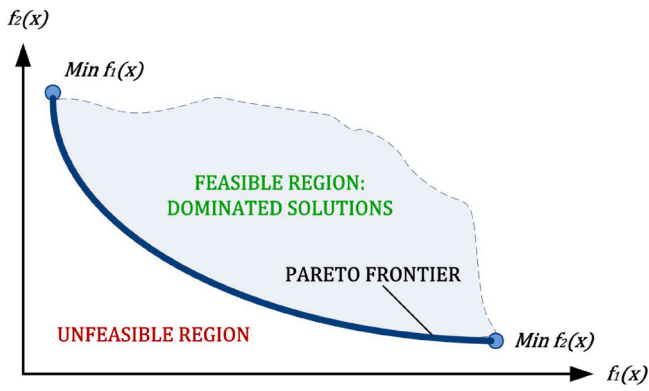 f₂(x)
Min f₁(x)
FEASIBLE REGION:
DOMINATED SOLUTIONS
PARETO FRONTIER
UNFEASIBLE REGION
Min f₂(x)
f₁(x)